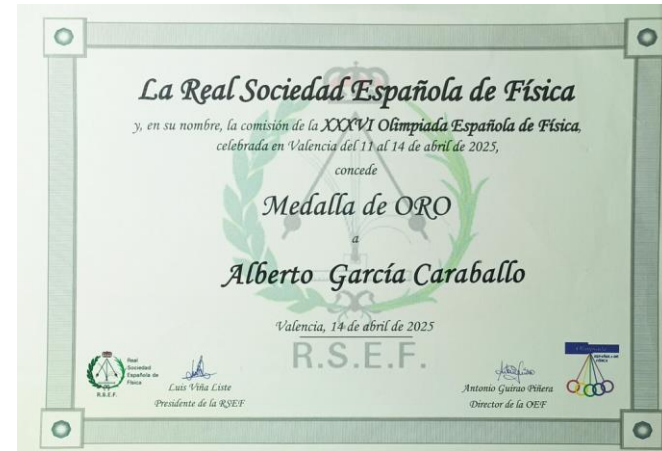 La Real Sociedad Española de Física
y, en su nombre, la comisión de la XXXVI Olimpiada Española de Física,
celebrada en Valencia del 11 al 14 de abril de 2025,
concede
Medalla de ORO
a
Alberto García Caraballo
Valencia, 14 de abril de 2025
R.S.E.F.
Real
Sociedad
Española de
Física
R.S.E.F.
Luis Viña Liste
Presidente de la RSEF
Antonio Guirao Piñera
Director de la OEF